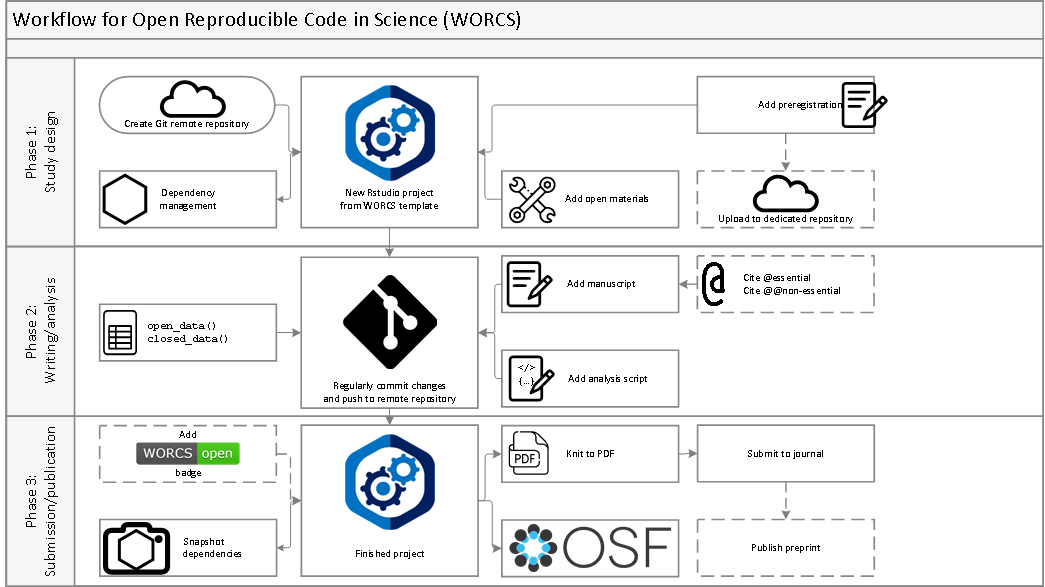 Workflow for Open Reproducible Code in Science (WORCS)
Phase 1:
Study design
Create Git remote repository
Dependency
management
New Rstudio project
from WORCS template
Add preregistration
Add open materials
Upload to dedicated repository
Phase 2:
Writing/analysis
open_data()
closed_data()
Regularly commit changes
and push to remote repository
Add manuscript
@
Cite @essential
Cite @@non-essential
</>
{...}
Add analysis script
Phase 3:
Submission/publication
Add
WORCS open
badge
Snapshot
dependencies
Finished project
PDF
Knit to PDF
Submit to journal
OSF
Publish preprint